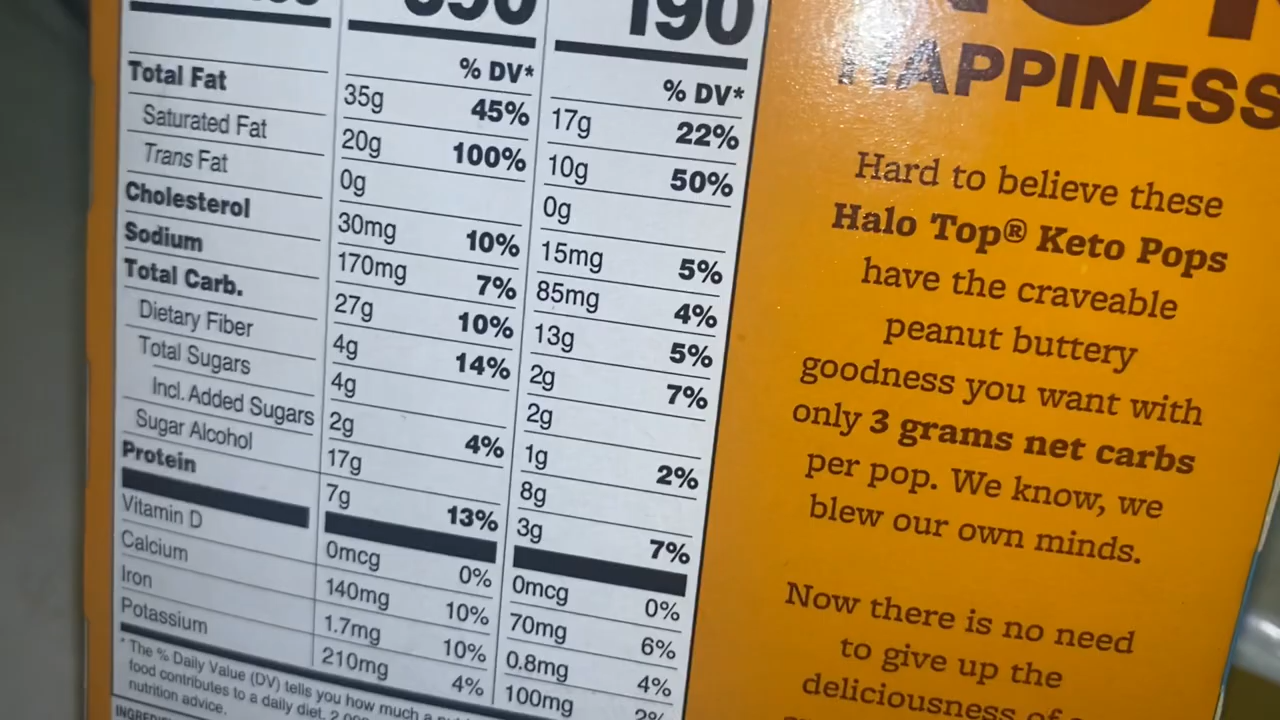 190
% DV* % DV*
Total Fat 35g 45% 17g 22%
Saturated Fat 20g 100% 10g 50%
Trans Fat 0g 0g
Cholesterol 30mg 10% 15mg 5%
Sodium 170mg 7% 85mg 4%
Total Carb. 27g 10% 13g 5%
Dietary Fiber 4g 14% 2g 7%
Total Sugars 4g 2g
Incl. Added Sugars 2g 4% 1g 2%
Sugar Alcohol 17g 8g
Protein 7g 13% 3g 7%
Vitamin D 0mcg 0% 0mcg 0%
Calcium 140mg 10% 70mg 6%
Iron 1.7mg 10% 0.8mg 4%
Potassium 210mg 4% 100mg 2%
* The % Daily Value (DV) tells you how much a
food contributes to a daily diet.
nutrition advice.
HAPPINESS
Hard to believe these
Halo Top® Keto Pops
have the craveable
peanut buttery
goodness you want with
only 3 grams net carbs
per pop. We know, we
blew our own minds.
Now there is no need
to give up the
deliciousness of